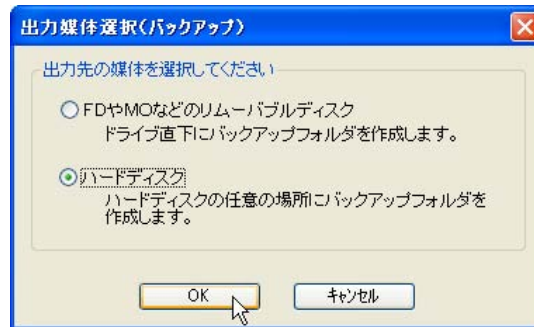 出力媒体選択(バックアップ)
出力先の媒体を選択してください
FDやMOなどのリムーバブルディスク
ドライブ直下にバックアップフォルダを作成します。
ハードディスク
ハードディスクの任意の場所にバックアップフォルダを
作成します。
OK
キャンセル